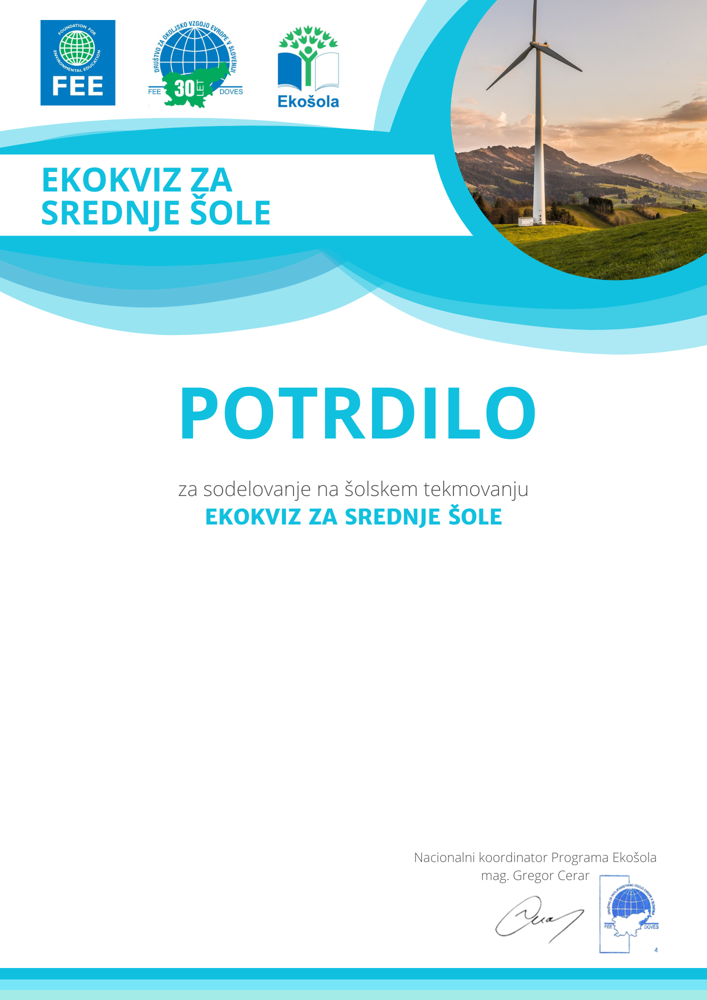 FOUNDATION FOR
ENVIRONMENTAL EDUCATION
FEE
DRUŠTVO ZA OKOLJSKO VZGOJO EVROPE V SLOVENIJI
30 LET
FEE DOVES
Ekošola
EKOKVIZ ZA
SREDNJE ŠOLE
POTRDILO
za sodelovanje na šolskem tekmovanju
EKOKVIZ ZA SREDNJE ŠOLE
Nacionalni koordinator Programa Ekošola
mag. Gregor Cerar
FEE DOVES
4